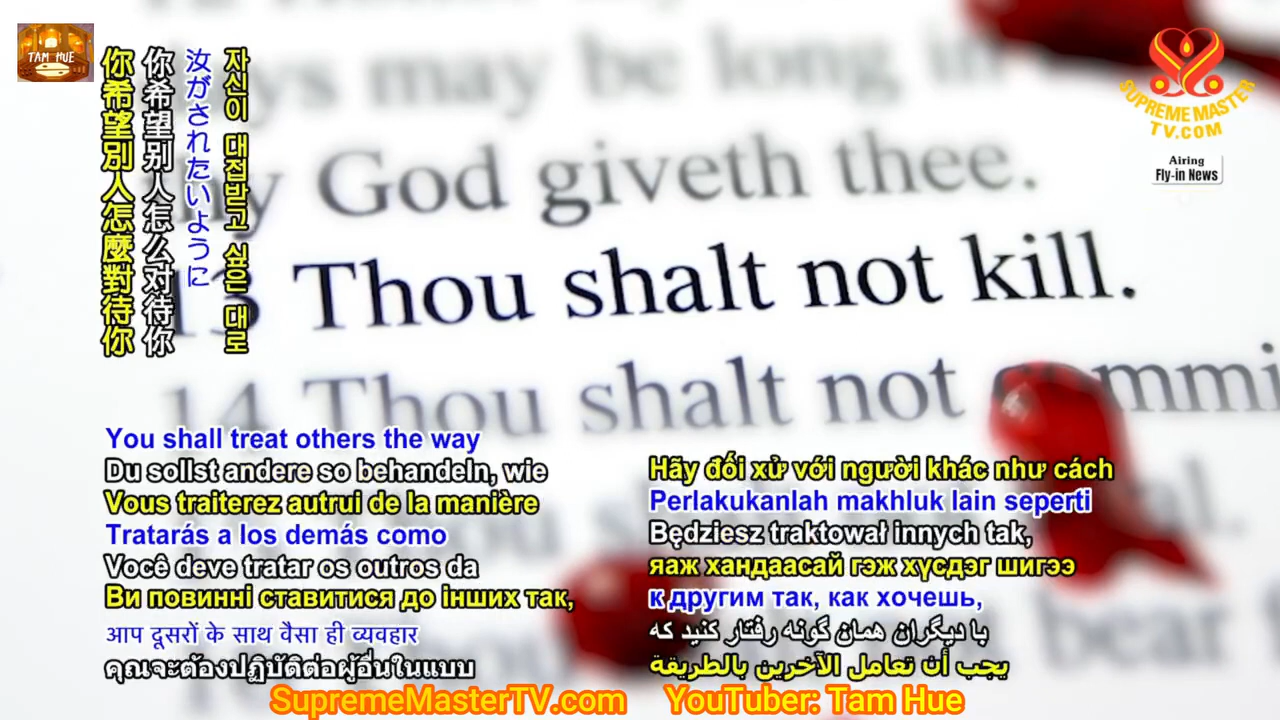 TAM HUE
你希望別人怎麼對待你
你希望别人怎么对待你
汝がされたいように
자신이 대접받고 싶은 대로
SUPREME MASTER
TV.COM
Airing
Fly-in News
ys may be long in
God giveth thee.
13 Thou shalt not kill.
14 Thou shalt not commi
You shall treat others the way
Du sollst andere so behandeln, wie
Vous traiterez autrui de la manière
Tratarás a los demás como
Você deve tratar os outros da
Ви повинні ставитися до інших так,
आप दूसरों के साथ वैसा ही व्यवहार
คุณจะต้องปฏิบัติต่อผู้อื่นในแบบ
Hãy đối xử với người khác như cách
Perlakukanlah makhluk lain seperti
Będziesz traktował innych tak,
яаж хандаасай гэж хүсдэг шигээ
к другим так, как хочешь,
با دیگران همان گونه رفتار کنید که
يجب أن تعامل الآخرين بالطريقة
SupremeMasterTV.com YouTuber: Tam Hue